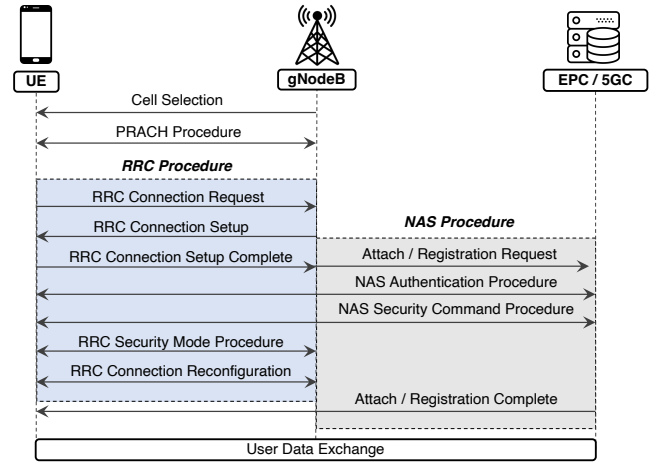 UE
gNodeB
EPC / 5GC
Cell Selection
PRACH Procedure
RRC Procedure
RRC Connection Request
RRC Connection Setup
NAS Procedure
RRC Connection Setup Complete
Attach / Registration Request
NAS Authentication Procedure
NAS Security Command Procedure
RRC Security Mode Procedure
RRC Connection Reconfiguration
Attach / Registration Complete
User Data Exchange